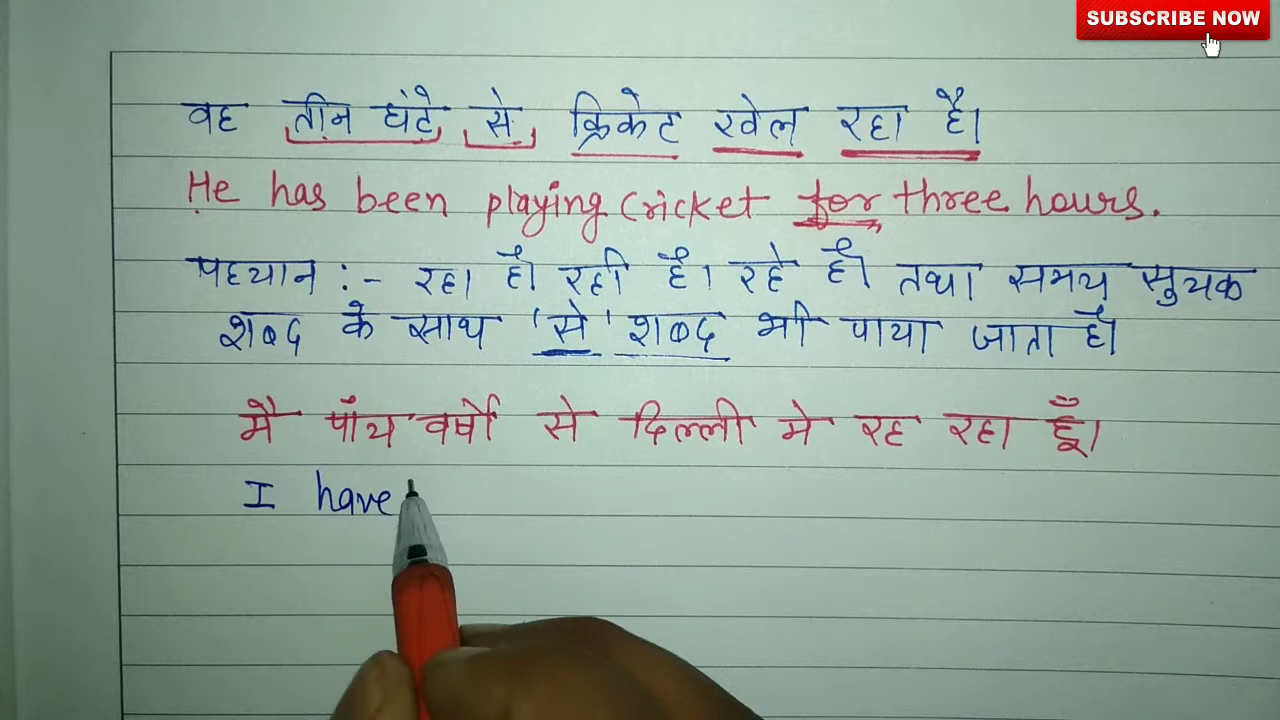 SUBSCRIBE NOW
वह तीन घंटे से क्रिकेट खेल रहा है।
He has been playing cricket for three hours.
पहचान :- रहा है। रही है। रहे है। तथा समय सुचक
शब्द के साथ 'से' शब्द भी पाया जाता है।
मै पाँच वर्षो से दिल्ली मे रह रहा हूँ।
I have